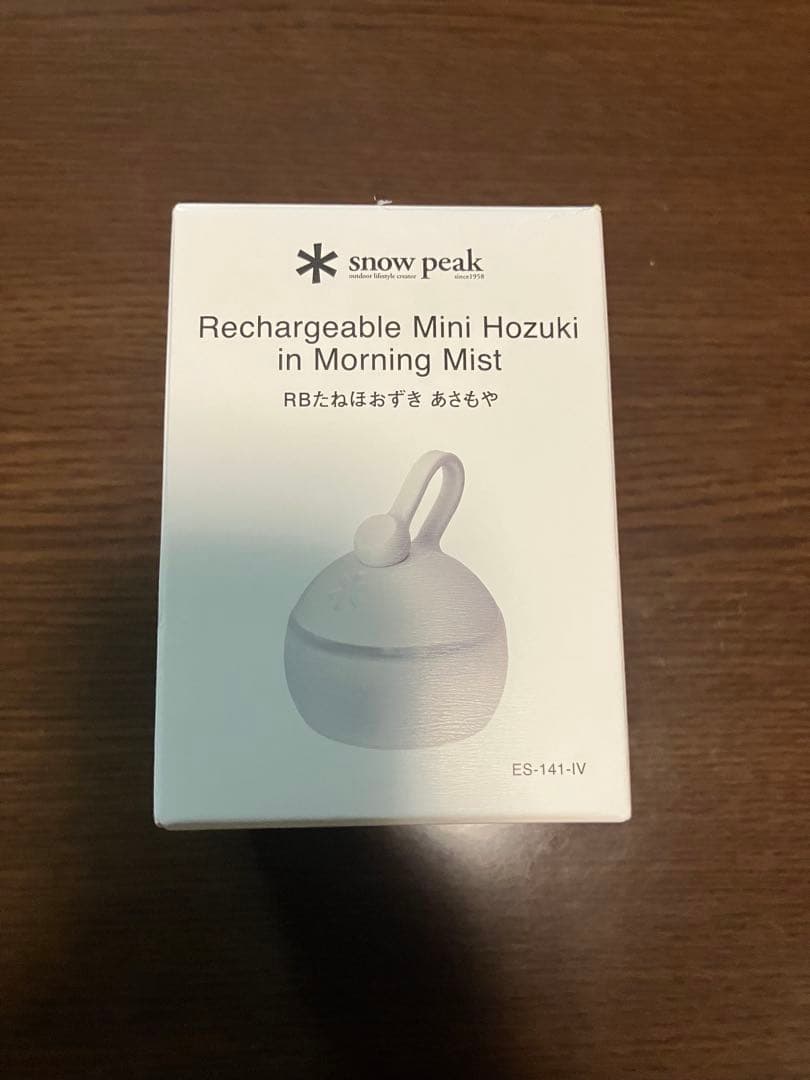 snow peak
outdoor lifestyle creator since1958
Rechargeable Mini Hozuki
in Morning Mist
RBたねほおずき あさもや
ES-141-IV